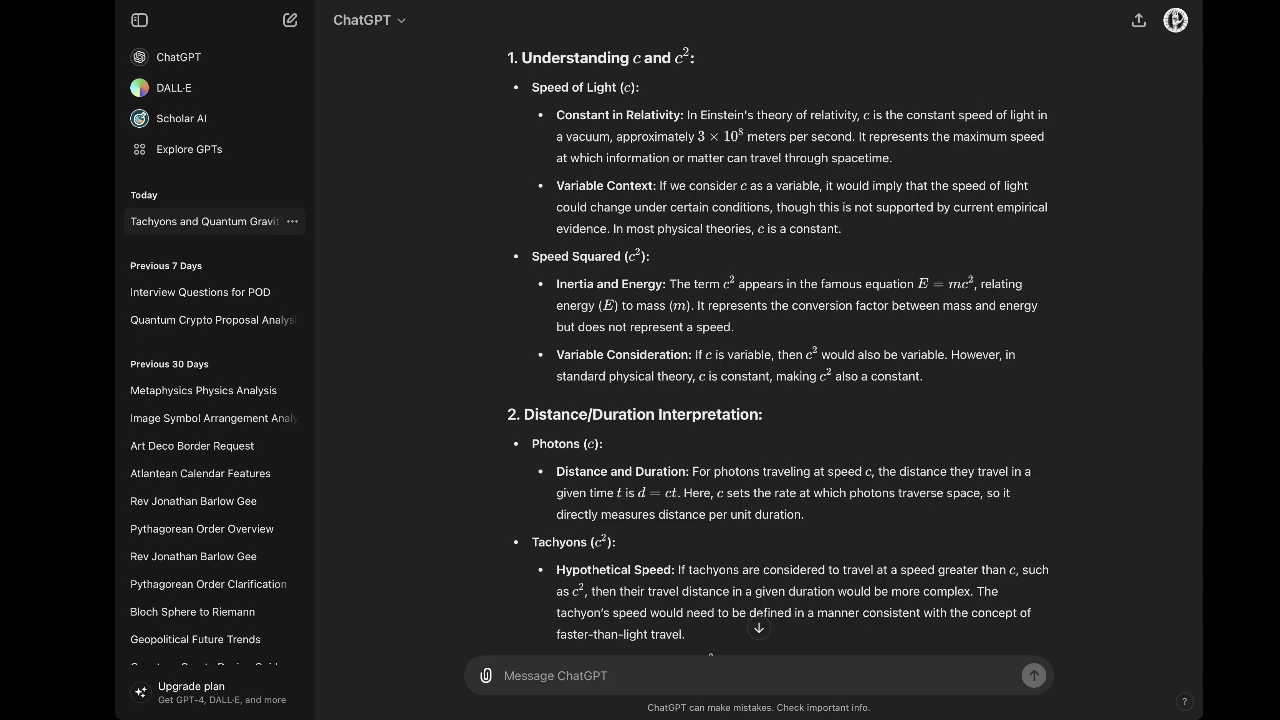 ChatGPT
ChatGPT
DALL·E
Scholar AI
Explore GPTs
Today
Tachyons and Quantum Gravit
Previous 7 Days
Interview Questions for POD
Quantum Crypto Proposal Analysi
Previous 30 Days
Metaphysics Physics Analysis
Image Symbol Arrangement Analy
Art Deco Border Request
Atlantean Calendar Features
Rev Jonathan Barlow Gee
Pythagorean Order Overview
Rev Jonathan Barlow Gee
Pythagorean Order Clarification
Bloch Sphere to Riemann
Geopolitical Future Trends
Upgrade plan
Get GPT-4, DALL·E, and more
1. Understanding c and c²:
• Speed of Light (c):
• Constant in Relativity: In Einstein's theory of relativity, c is the constant speed of light in
a vacuum, approximately 3 × 10⁸ meters per second. It represents the maximum speed
at which information or matter can travel through spacetime.
• Variable Context: If we consider c as a variable, it would imply that the speed of light
could change under certain conditions, though this is not supported by current empirical
evidence. In most physical theories, c is a constant.
• Speed Squared (c²):
• Inertia and Energy: The term c² appears in the famous equation E = mc², relating
energy (E) to mass (m). It represents the conversion factor between mass and energy
but does not represent a speed.
• Variable Consideration: If c is variable, then c² would also be variable. However, in
standard physical theory, c is constant, making c² also a constant.
2. Distance/Duration Interpretation:
• Photons (c):
• Distance and Duration: For photons traveling at speed c, the distance they travel in a
given time t is d = ct. Here, c sets the rate at which photons traverse space, so it
directly measures distance per unit duration.
• Tachyons (c²):
• Hypothetical Speed: If tachyons are considered to travel at a speed greater than c, such
as c², then their travel distance in a given duration would be more complex. The
tachyon's speed would need to be defined in a manner consistent with the concept of
faster-than-light travel.
Message ChatGPT
ChatGPT can make mistakes. Check important info.
?